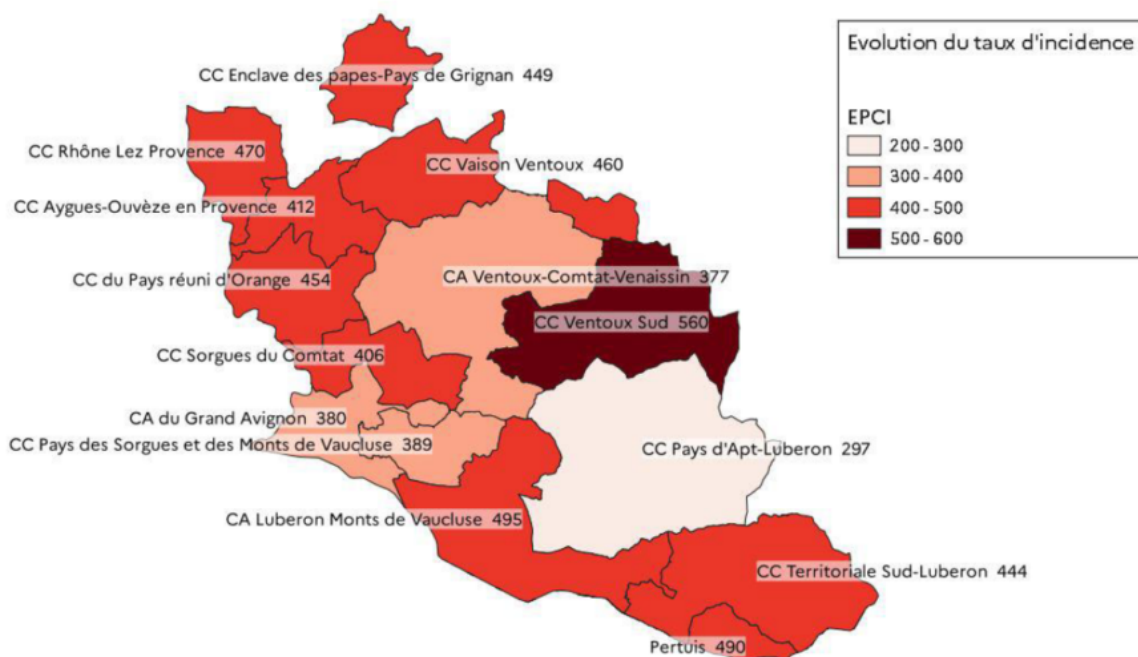 Evolution du taux d'incidence
EPCI
200 - 300
300 - 400
400 - 500
500 - 600
CC Enclave des papes-Pays de Grignan 449
CC Rhône Lez Provence 470
CC Vaison Ventoux 460
CC Aygues-Ouvèze en Provence 412
CC du Pays réuni d'Orange 454
CA Ventoux-Comtat-Venaissin 377
CC Ventoux Sud 560
CC Sorgues du Comtat 406
CA du Grand Avignon 380
CC Pays des Sorgues et des Monts de Vaucluse 389
CC Pays d'Apt-Luberon 297
CA Luberon Monts de Vaucluse 495
CC Territoriale Sud-Luberon 444
Pertuis 490